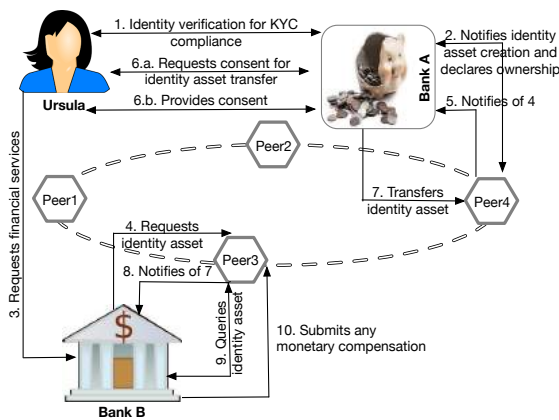 1. Identity verification for KYC
compliance
2. Notifies identity
asset creation and
declares ownership
6.a. Requests consent for
identity asset transfer
Bank A
Ursula
6.b. Provides consent
5. Notifies of 4
Peer2
3. Requests financial services
Peer1
7. Transfers
identity asset
Peer4
4. Requests
identity asset
Peer3
8. Notifies of 7
$
9. Queries
identity asset
10. Submits any
monetary compensation
Bank B